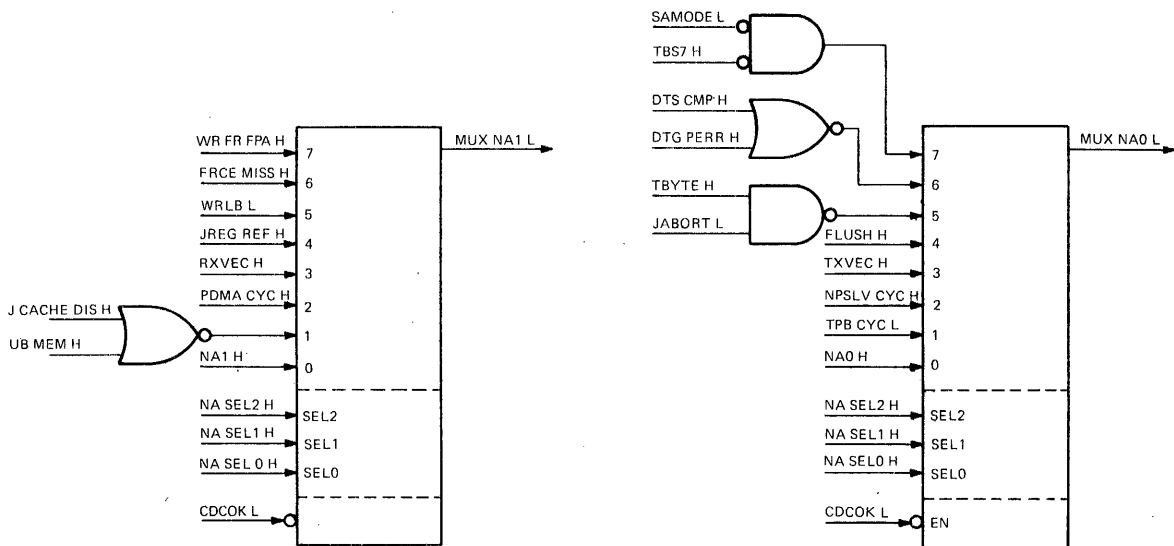 WR FR FPA H
7
MUX NA1 L
FRCE MISS H
6
WRLB L
5
JREG REF H
4
RXVEC H
3
PDMA CYC H
2
J CACHE DIS H
1
UB MEM H
NA1 H
0
NA SEL2 H
SEL2
NA SEL1 H
SEL1
NA SEL 0 H
SEL0
CDCOK L
SAMODE L
TBS7 H
DTS CMP H
DTG PERR H
MUX NA0 L
7
6
TBYTE H
5
JABORT L
FLUSH H
4
TXVEC H
3
NPSLV CYC H
2
TPB CYC L
1
NA0 H
0
NA SEL2 H
SEL2
NA SEL1 H
SEL1
NA SEL0 H
SEL0
CDCOK L
EN